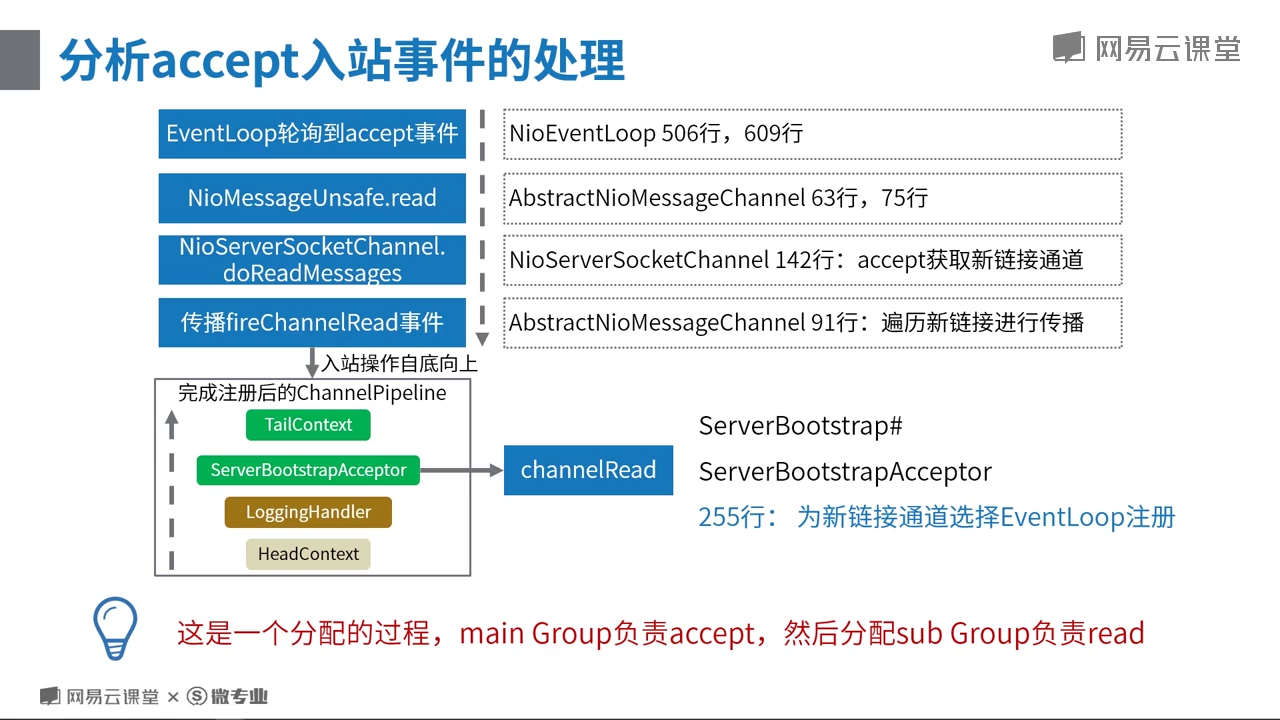 分析accept入站事件的处理
网易云课堂
EventLoop轮询到accept事件
NioEventLoop 506行，609行
NioMessageUnsafe.read
AbstractNioMessageChannel 63行，75行
NioServerSocketChannel.
doReadMessages
NioServerSocketChannel 142行：accept获取新链接通道
传播fireChannelRead事件
AbstractNioMessageChannel 91行：遍历新链接进行传播
入站操作自底向上
完成注册后的ChannelPipeline
TailContext
ServerBootstrapAcceptor
LoggingHandler
HeadContext
channelRead
ServerBootstrap#
ServerBootstrapAcceptor
255行： 为新链接通道选择EventLoop注册
这是一个分配的过程，main Group负责accept，然后分配sub Group负责read
网易云课堂 × S 微专业